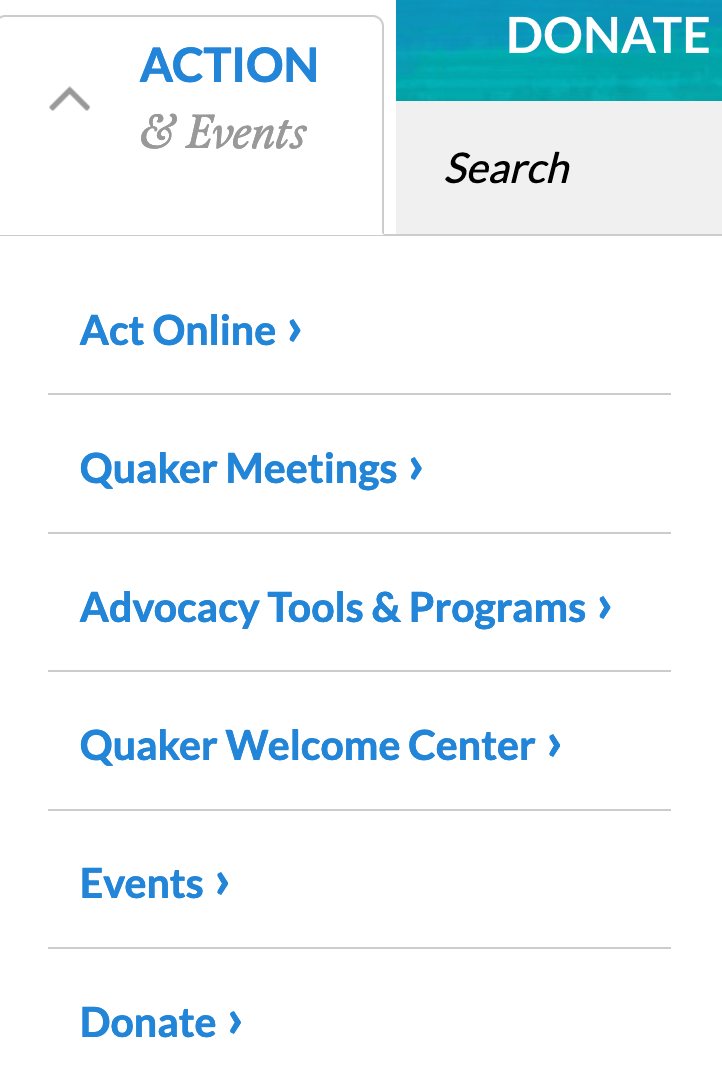 ACTION
& Events
DONATE
Search
Act Online ›
Quaker Meetings ›
Advocacy Tools & Programs ›
Quaker Welcome Center ›
Events ›
Donate ›